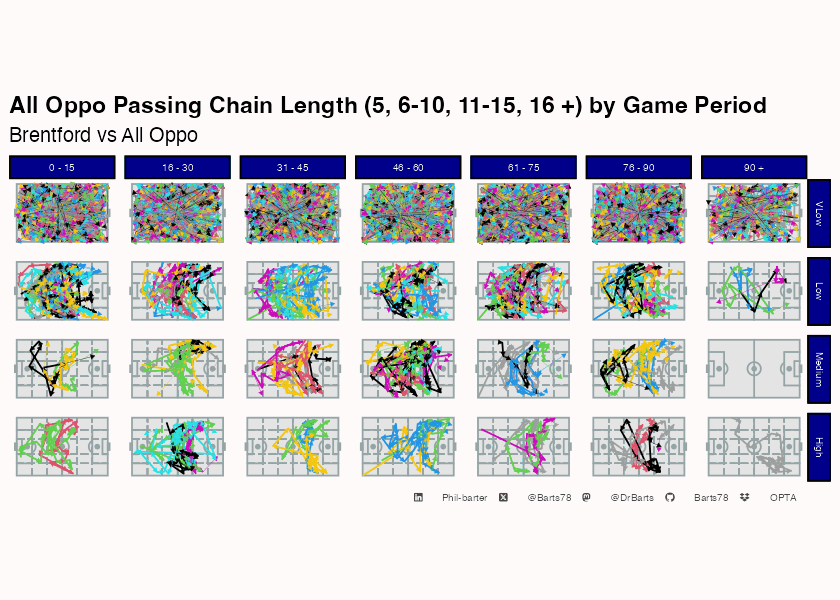 All Oppo Passing Chain Length (5, 6-10, 11-15, 16 +) by Game Period
Brentford vs All Oppo
0 - 15 16 - 30 31 - 45 46 - 60 61 - 75 76 - 90 90 +
VLow
Low
Medium
High
Phil-barter @Barts78 @DrBarts Barts78 OPTA